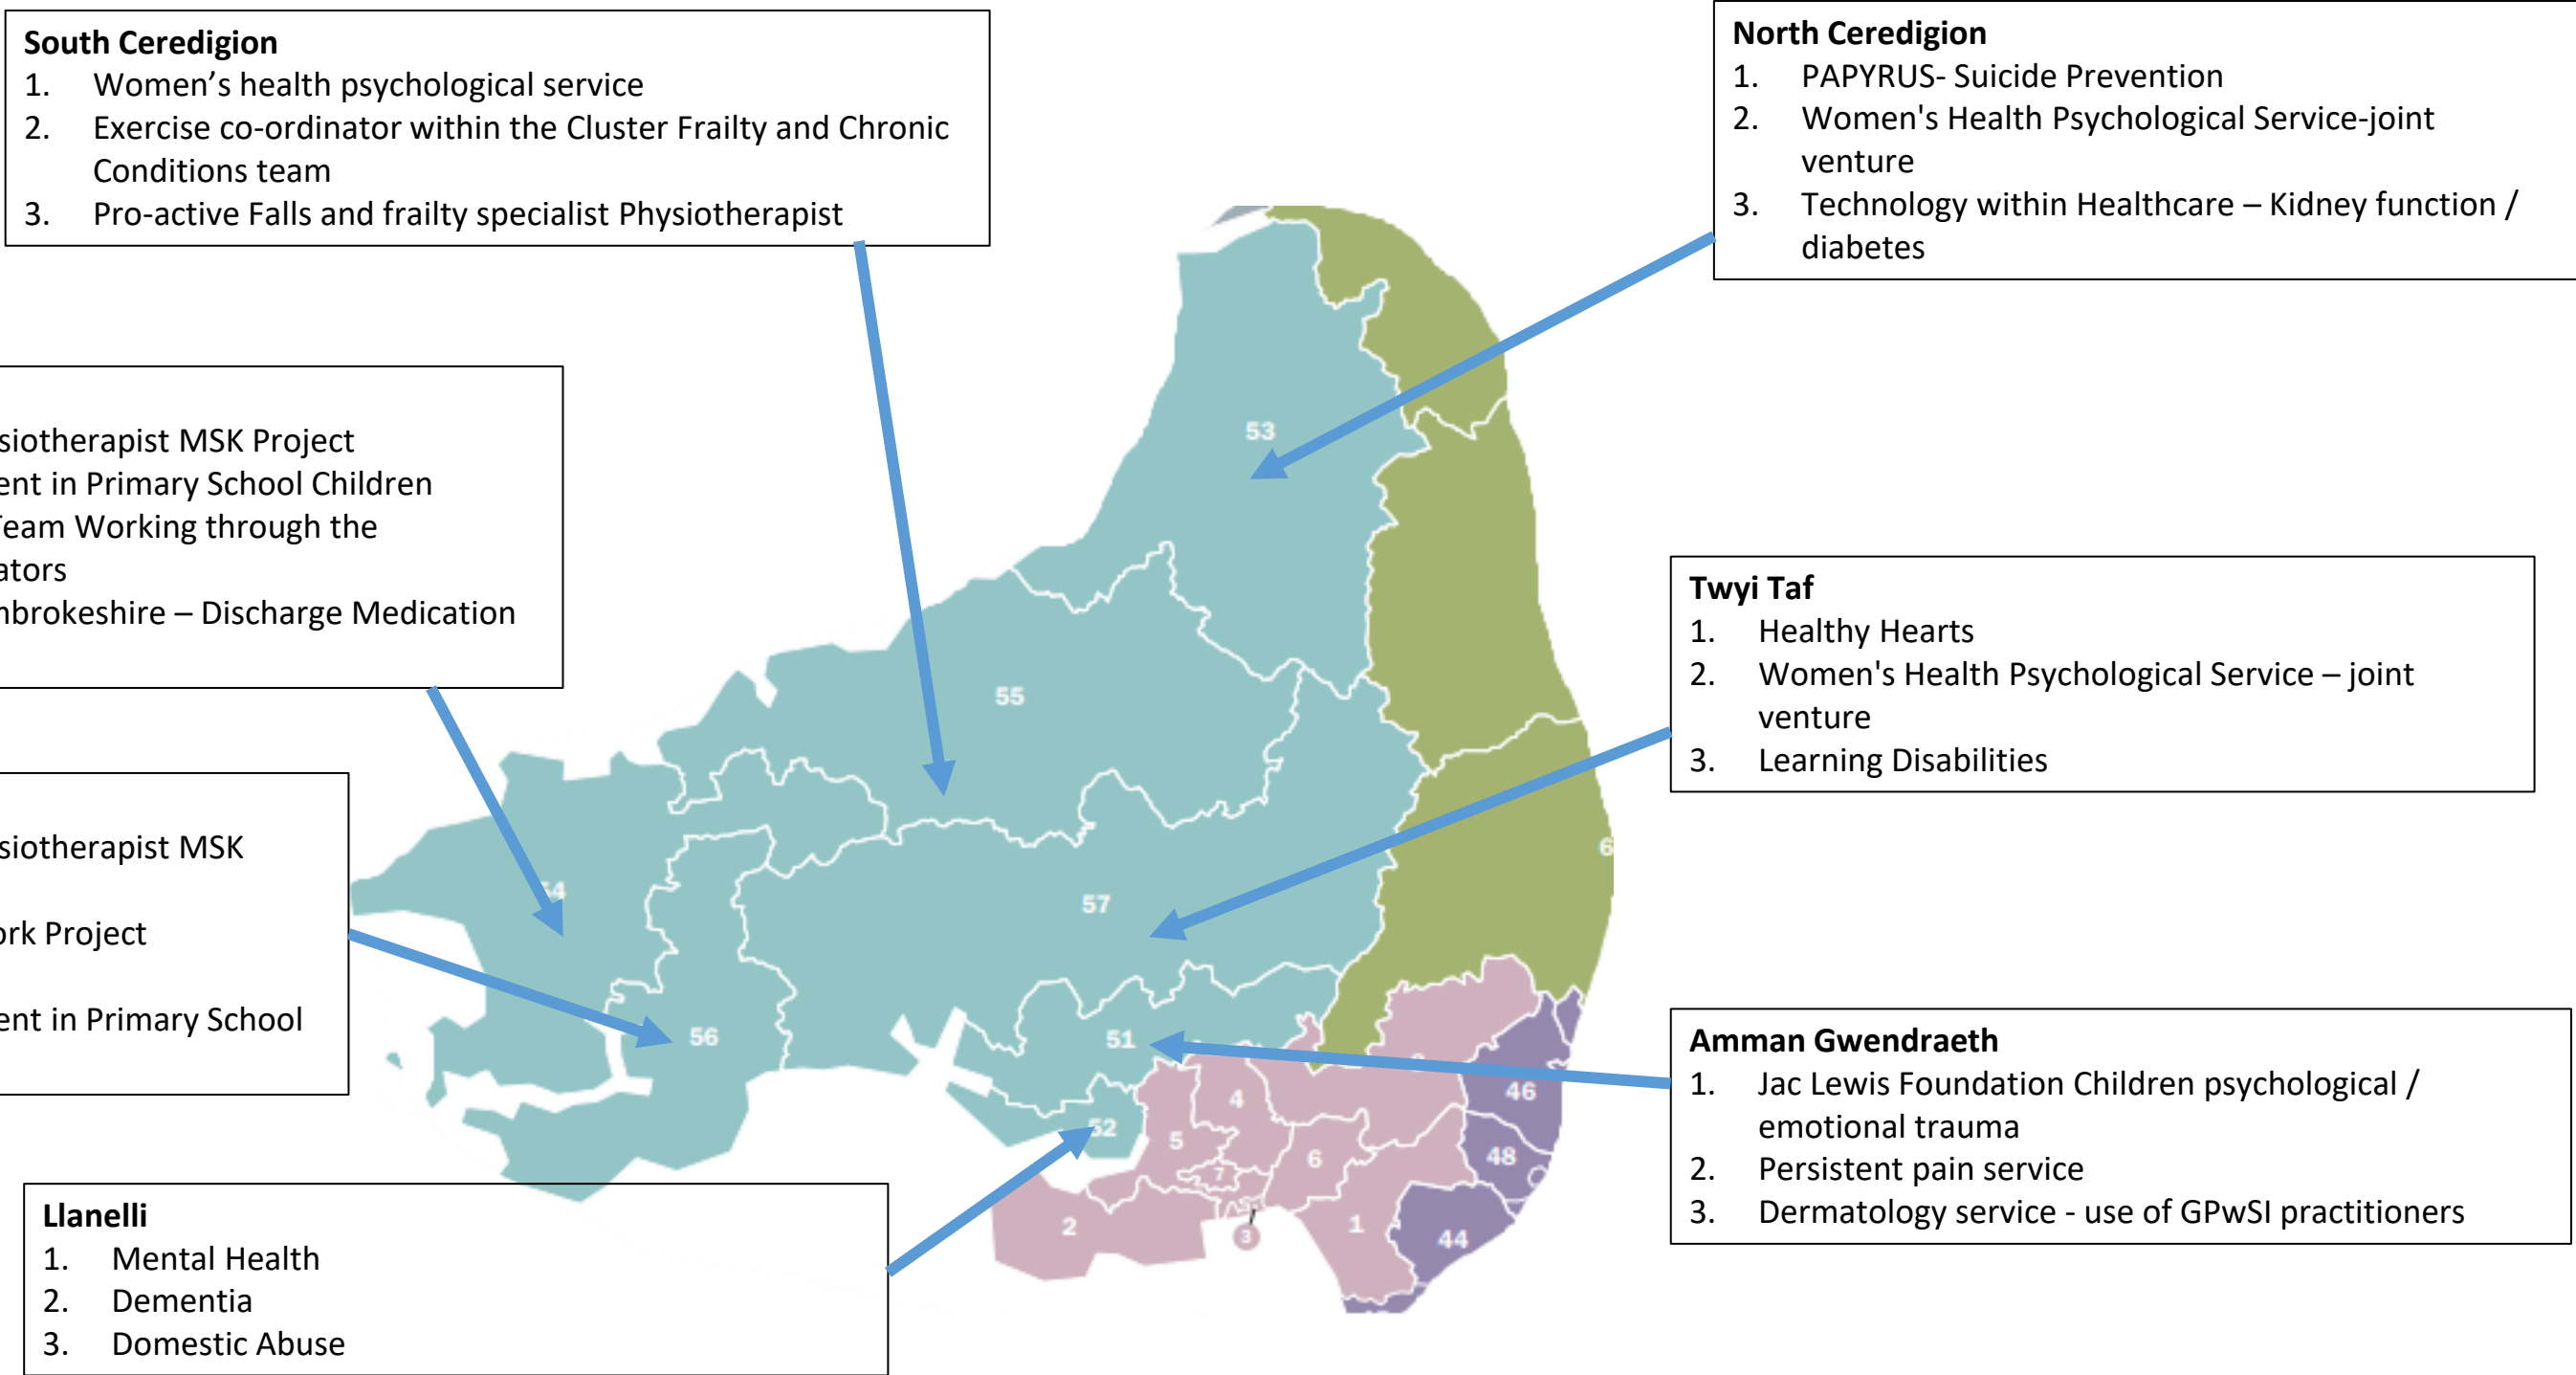 South Ceredigion
1. Women’s health psychological service
2. Exercise co-ordinator within the Cluster Frailty and Chronic
Conditions team
3. Pro-active Falls and frailty specialist Physiotherapist
North Ceredigion
1. PAPYRUS- Suicide Prevention
2. Women's Health Psychological Service-joint
venture
3. Technology within Healthcare – Kidney function /
diabetes
siotherapist MSK Project
ent in Primary School Children
Team Working through the
ators
nbrokeshire – Discharge Medication
siotherapist MSK
ork Project
ent in Primary School
Twyi Taf
1. Healthy Hearts
2. Women's Health Psychological Service – joint
venture
3. Learning Disabilities
Amman Gwendraeth
1. Jac Lewis Foundation Children psychological /
emotional trauma
2. Persistent pain service
3. Dermatology service - use of GPwSI practitioners
Llanelli
1. Mental Health
2. Dementia
3. Domestic Abuse
53
55
54
57
6
56
51
52
4
5
6
7
2
3
1
46
48
44